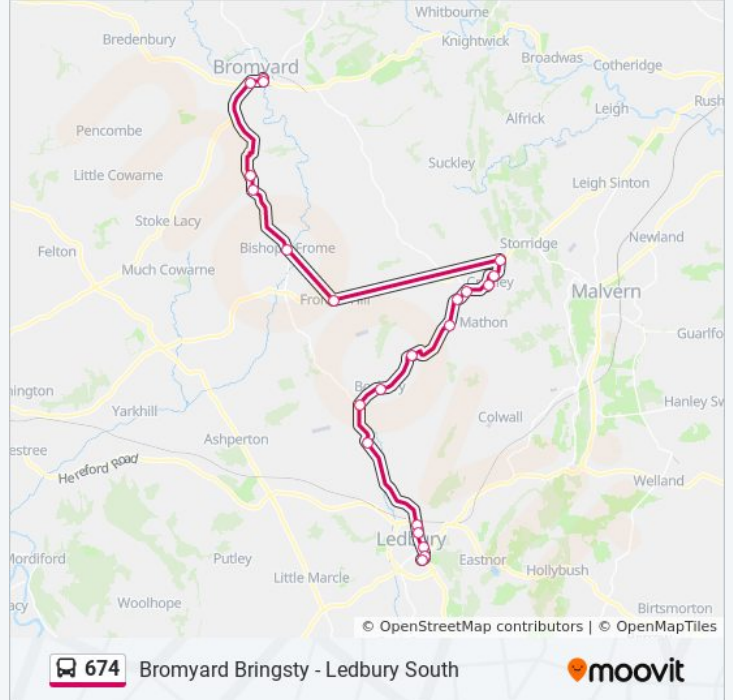 Whitbourne
Bredenbury
Knightwick
Broadwas
Bromyard
Cotheridge
Rush
Leigh
Alfrick
Pencombe
Suckley
Little Cowarne
Leigh Sinton
Stoke Lacy
Newland
Storridge
Felton
Much Cowarne
Malvern
Mathon
Guarlfo
nington
Hanley Sw
Yarkhill
Colwall
Ashperton
estree
Hereford Road
Welland
Ledbury
Mordiford
Putley
Eastnor
Hollybush
Little Marcle
acy
Woolhope
Birtsmorton
© OpenStreetMap contributors | © OpenMapTiles
674 Bromyard Bringsty - Ledbury South
moovit